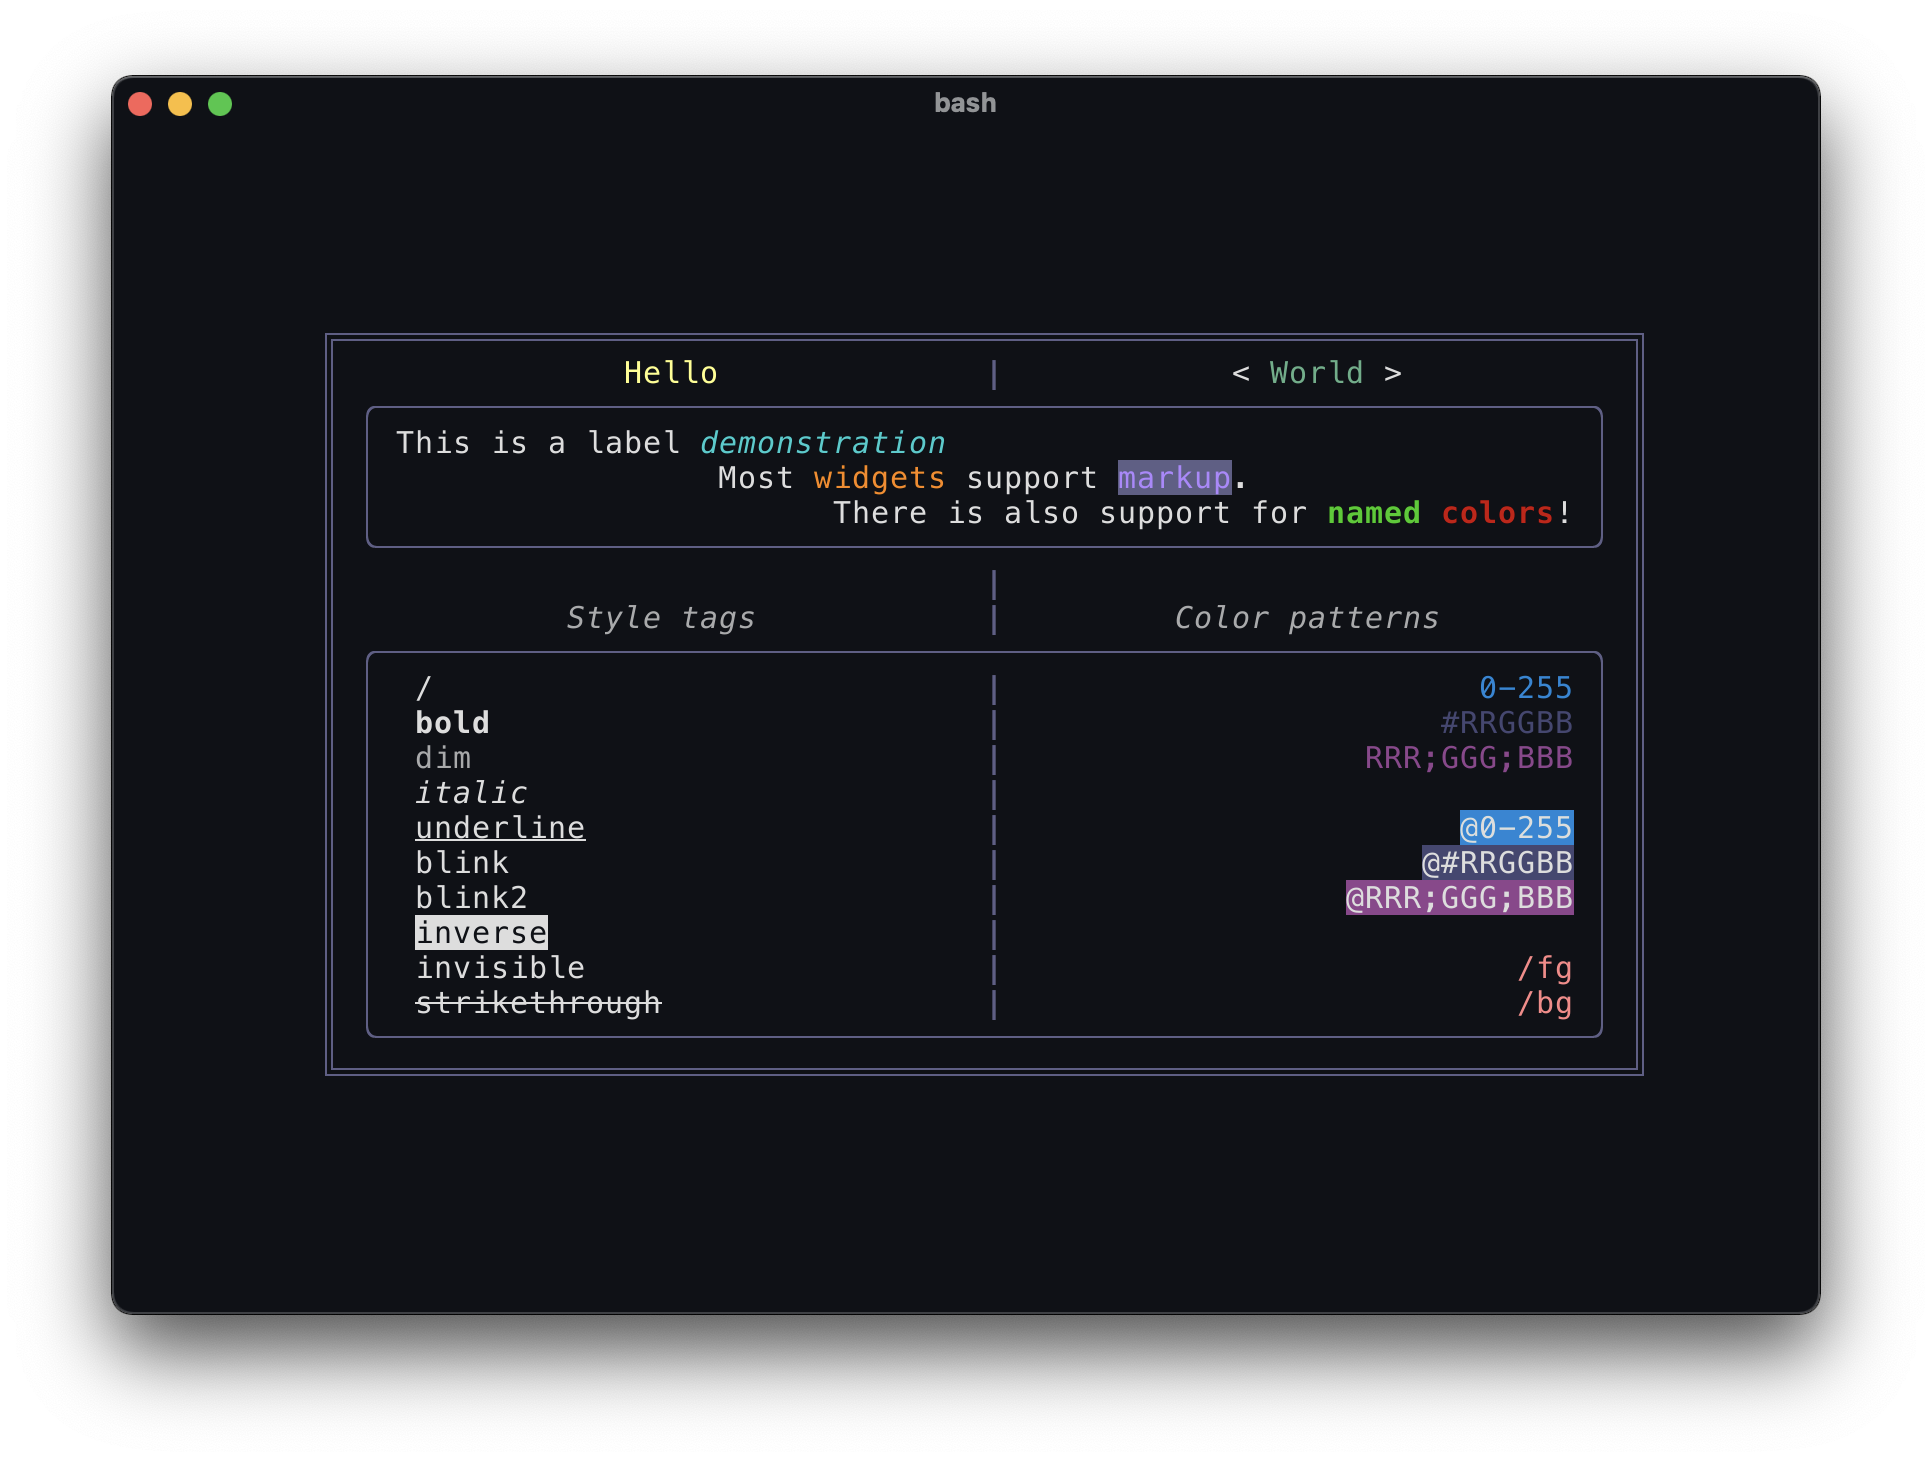 bash
Hello | < World >
This is a label demonstration
Most widgets support markup.
There is also support for named colors!
|
Style tags | Color patterns
/ | 0-255
bold | #RRGGBB
dim | RRR;GGG;BBB
italic |
underline | @0-255
blink | @#RRGGBB
blink2 | @RRR;GGG;BBB
inverse |
invisible | /fg
strikethrough | /bg